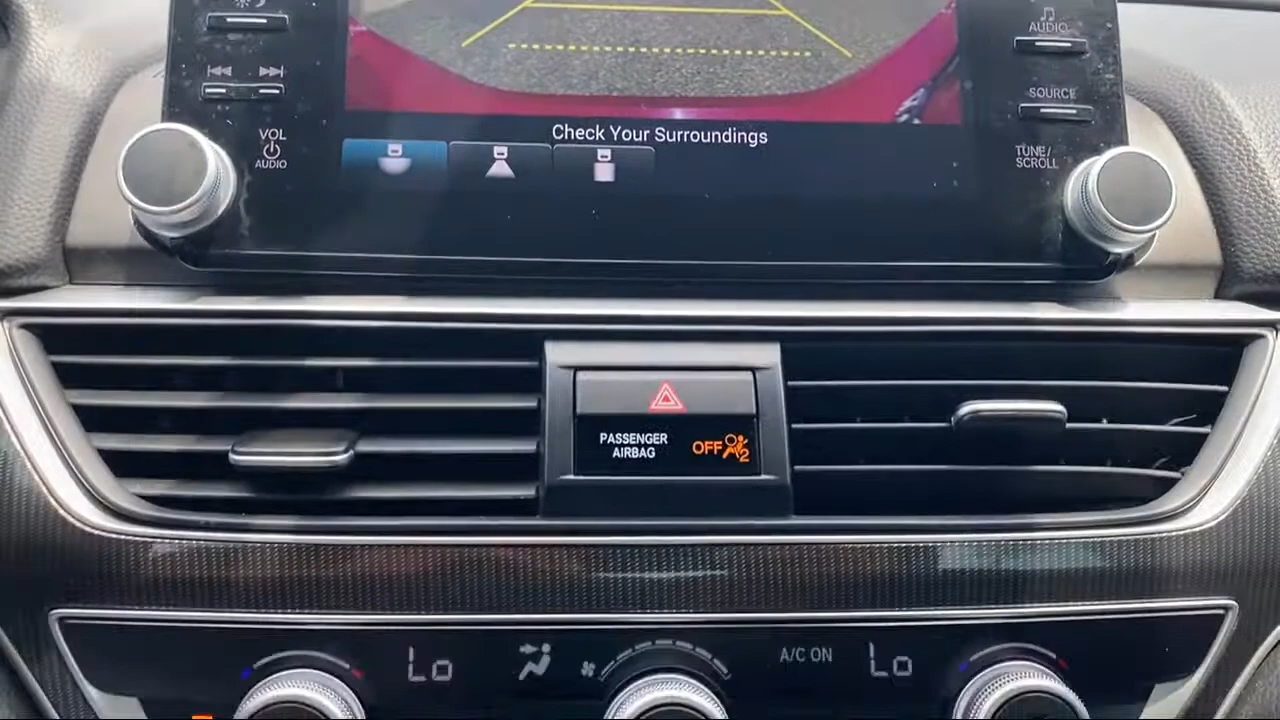 AUDIO
SOURCE
VOL
AUDIO
Check Your Surroundings
TUNE/
SCROLL
PASSENGER
AIRBAG
OFF
2
Lo
A/C ON
Lo